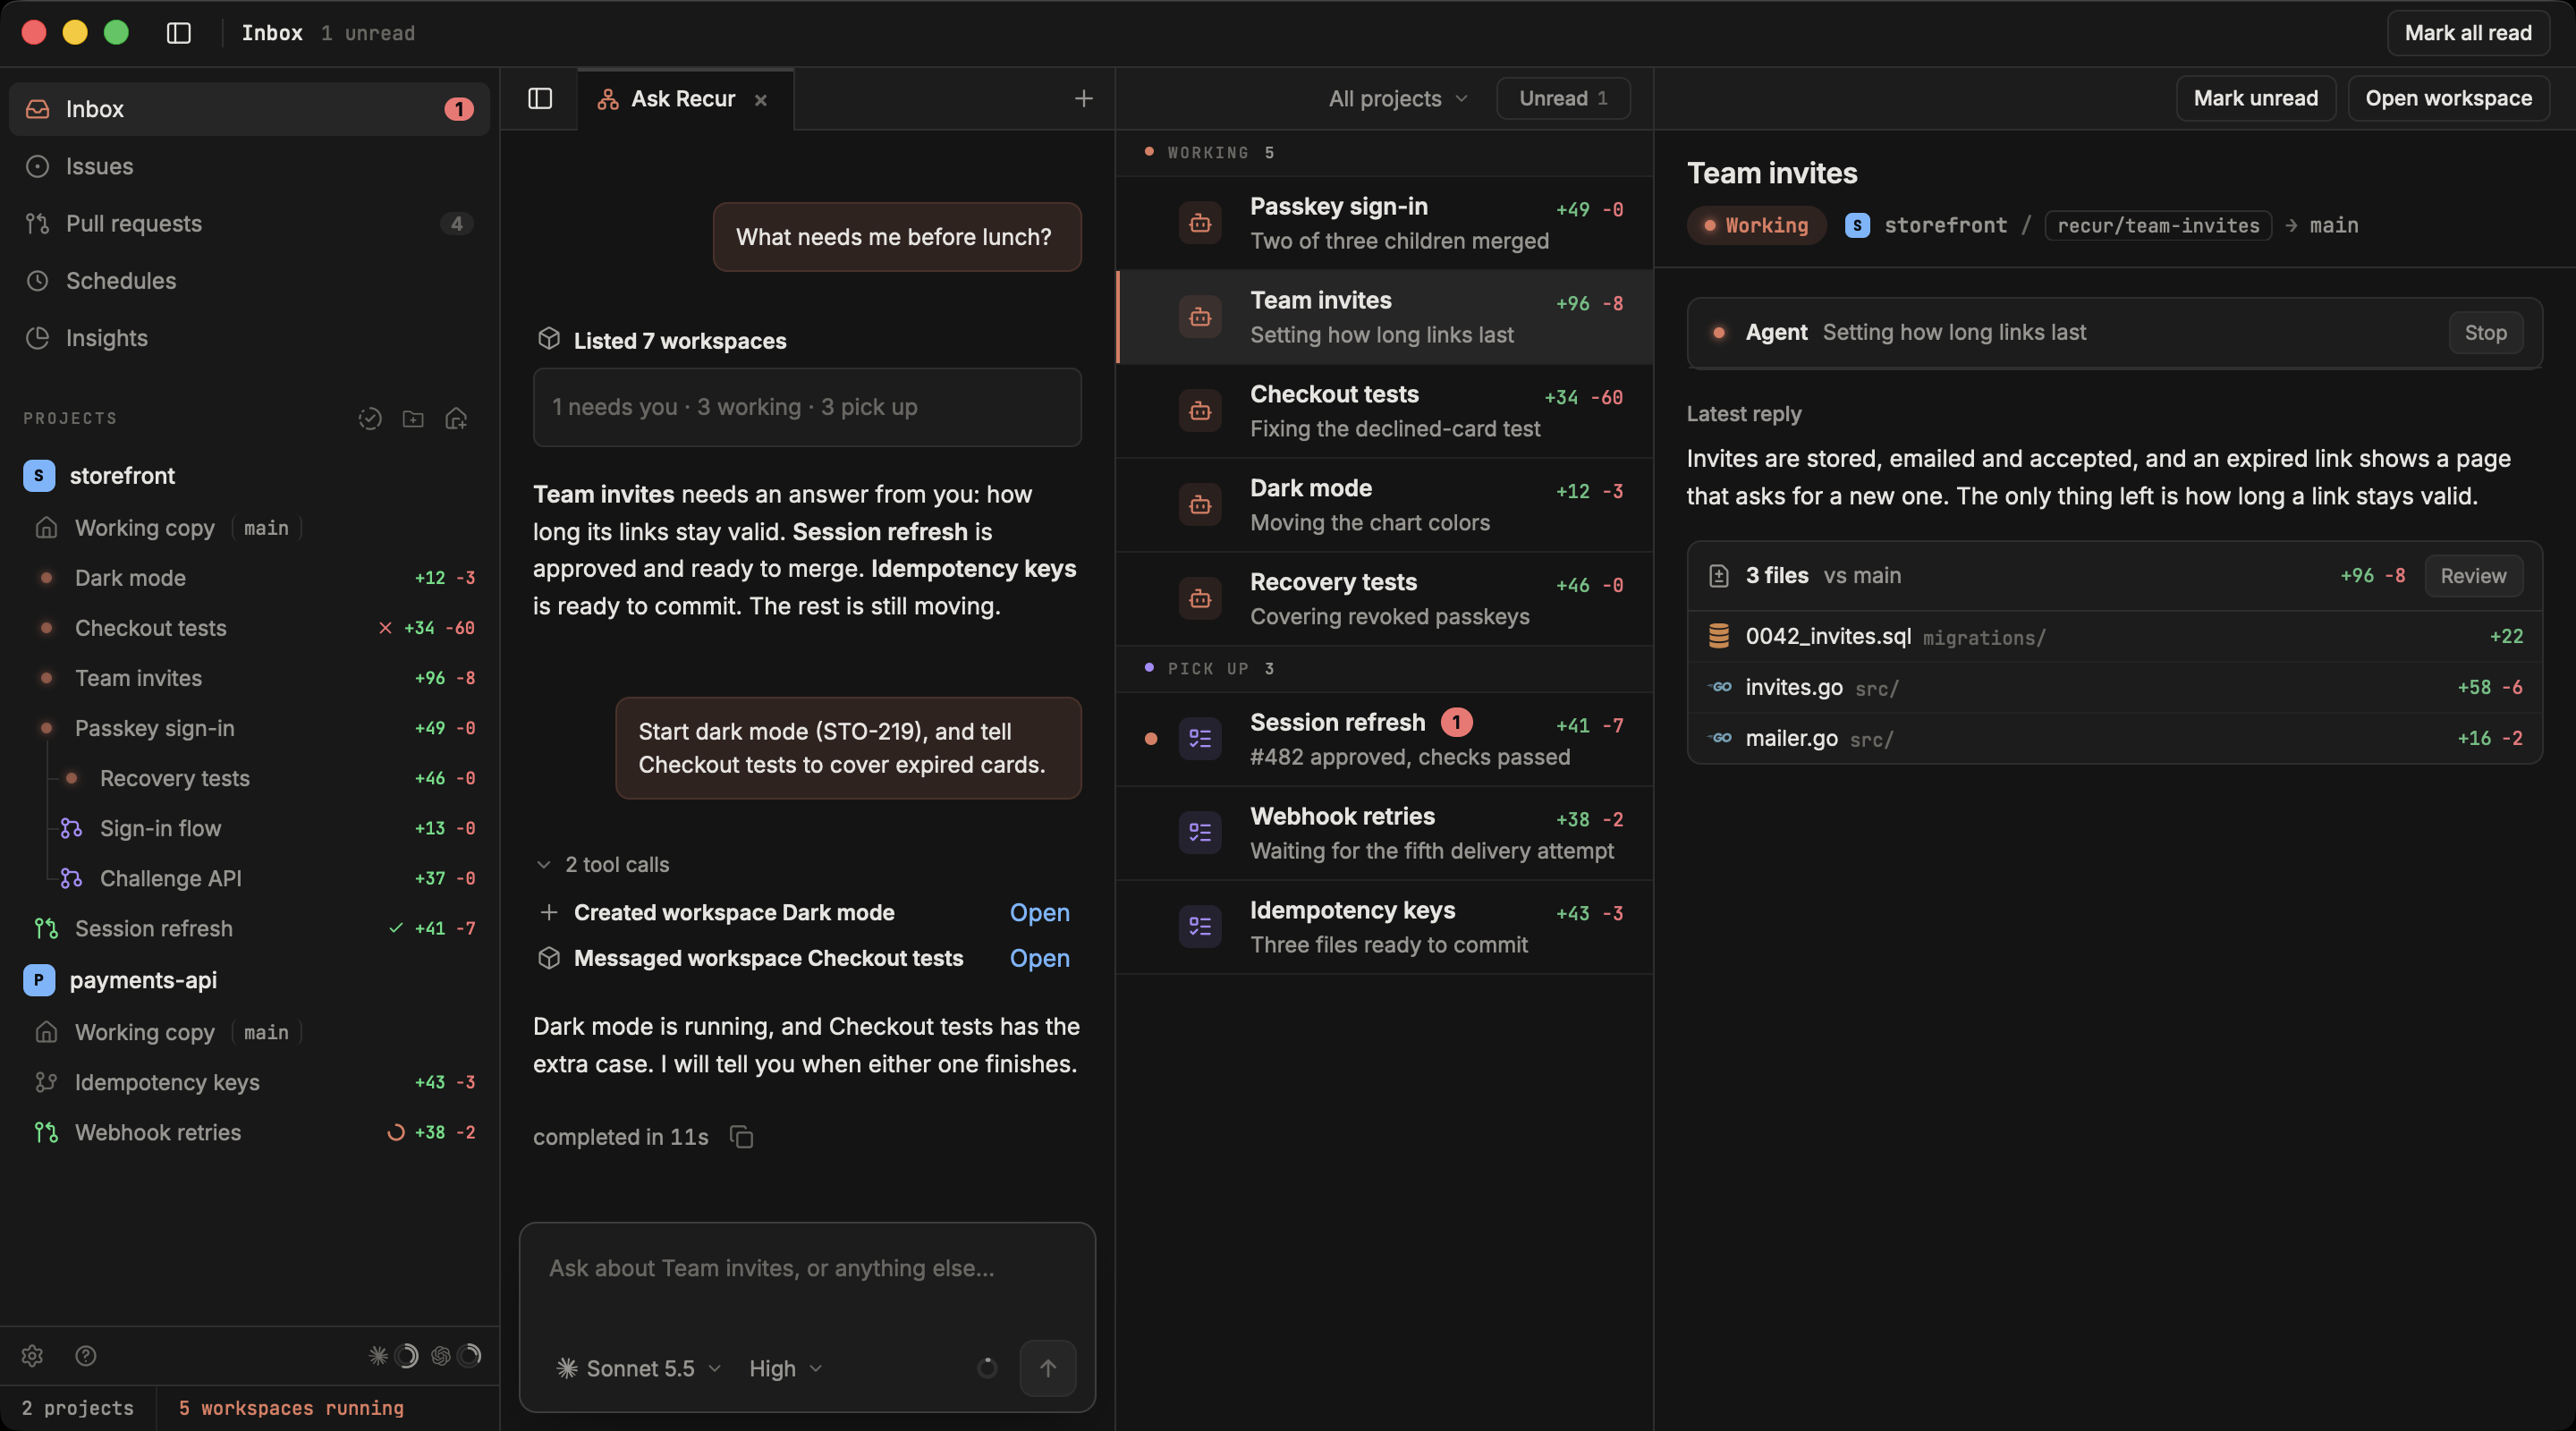 Inbox 1 unread
Mark all read
Inbox 1
Issues
Pull requests 4
Schedules
Insights
PROJECTS
S storefront
Working copy main
Dark mode +12 -3
Checkout tests +34 -60
Team invites +96 -8
Passkey sign-in +49 -0
Recovery tests +46 -0
Sign-in flow +13 -0
Challenge API +37 -0
Session refresh +41 -7
P payments-api
Working copy main
Idempotency keys +43 -3
Webhook retries +38 -2
2 projects
5 workspaces running
Ask Recur
What needs me before lunch?
Listed 7 workspaces
1 needs you · 3 working · 3 pick up
Team invites needs an answer from you: how
long its links stay valid. Session refresh is
approved and ready to merge. Idempotency keys
is ready to commit. The rest is still moving.
Start dark mode (STO-219), and tell
Checkout tests to cover expired cards.
2 tool calls
Created workspace Dark mode Open
Messaged workspace Checkout tests Open
Dark mode is running, and Checkout tests has the
extra case. I will tell you when either one finishes.
completed in 11s
Ask about Team invites, or anything else...
Sonnet 5.5 High
All projects Unread 1
WORKING 5
Passkey sign-in +49 -0
Two of three children merged
Team invites +96 -8
Setting how long links last
Checkout tests +34 -60
Fixing the declined-card test
Dark mode +12 -3
Moving the chart colors
Recovery tests +46 -0
Covering revoked passkeys
PICK UP 3
Session refresh 1 +41 -7
#482 approved, checks passed
Webhook retries +38 -2
Waiting for the fifth delivery attempt
Idempotency keys +43 -3
Three files ready to commit
Mark unread Open workspace
Team invites
Working S storefront / recur/team-invites → main
Agent Setting how long links last Stop
Latest reply
Invites are stored, emailed and accepted, and an expired link shows a page
that asks for a new one. The only thing left is how long a link stays valid.
3 files vs main +96 -8 Review
0042_invites.sql migrations/ +22
GO invites.go src/ +58 -6
GO mailer.go src/ +16 -2